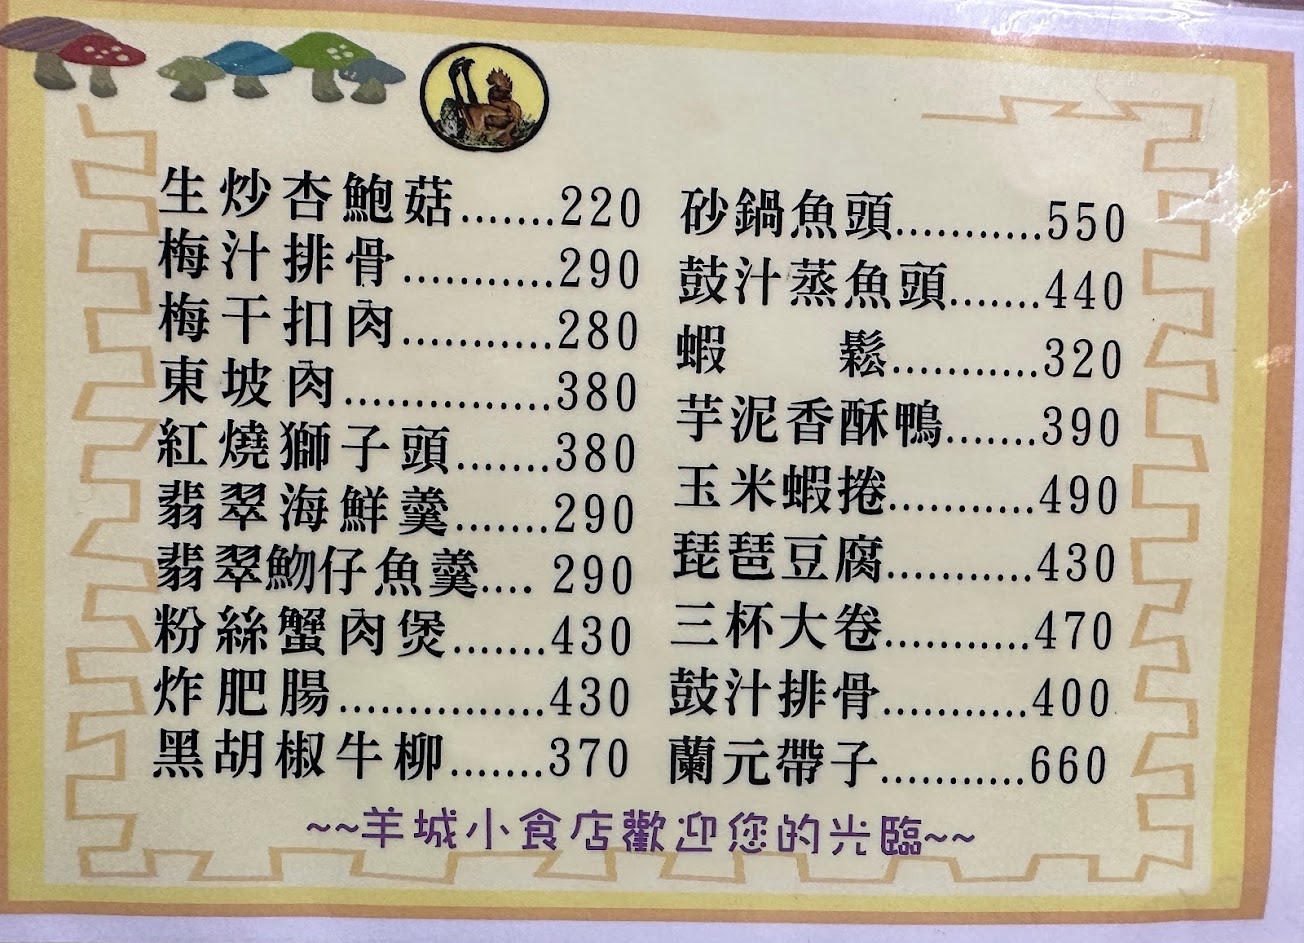 生炒杏鮑菇.......220
梅汁排骨............290
梅干扣肉............280
東坡肉................380
紅燒獅子頭.......380
翡翠海鮮羹.......290
翡翠魩仔魚羹.... 290
粉絲蟹肉煲.......430
炸肥腸................430
黑胡椒牛柳.......370
砂鍋魚頭...........550
鼓汁蒸魚頭.......440
蝦　　鬆...........320
芋泥香酥鴨.......390
玉米蝦捲...........490
琵琶豆腐...........430
三杯大卷...........470
鼓汁排骨...........400
蘭元帶子...........660
~~羊城小食店歡迎您的光臨~~